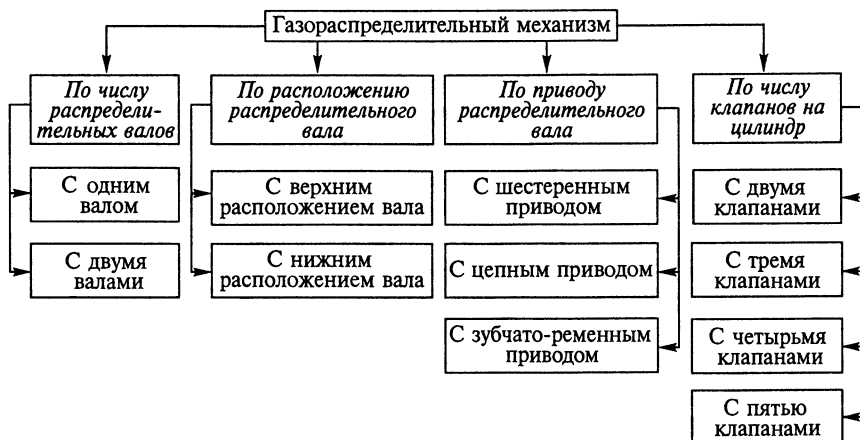 Газораспределительный механизм
По числу
распредели-
тельных валов
С одним
валом
С двумя
валами
По расположению
распределительного
вала
С верхним
расположением вала
С нижним
расположением вала
По приводу
распределительного
вала
С шестеренным
приводом
С цепным приводом
С зубчато-ременным
приводом
По числу
клапанов на
цилиндр
С двумя
клапанами
С тремя
клапанами
С четырьмя
клапанами
С пятью
клапанами